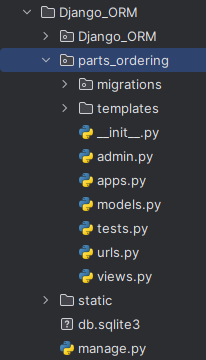 Django_ORM
Django_ORM
parts_ordering
migrations
templates
__init__.py
admin.py
apps.py
models.py
tests.py
urls.py
views.py
static
db.sqlite3
manage.py